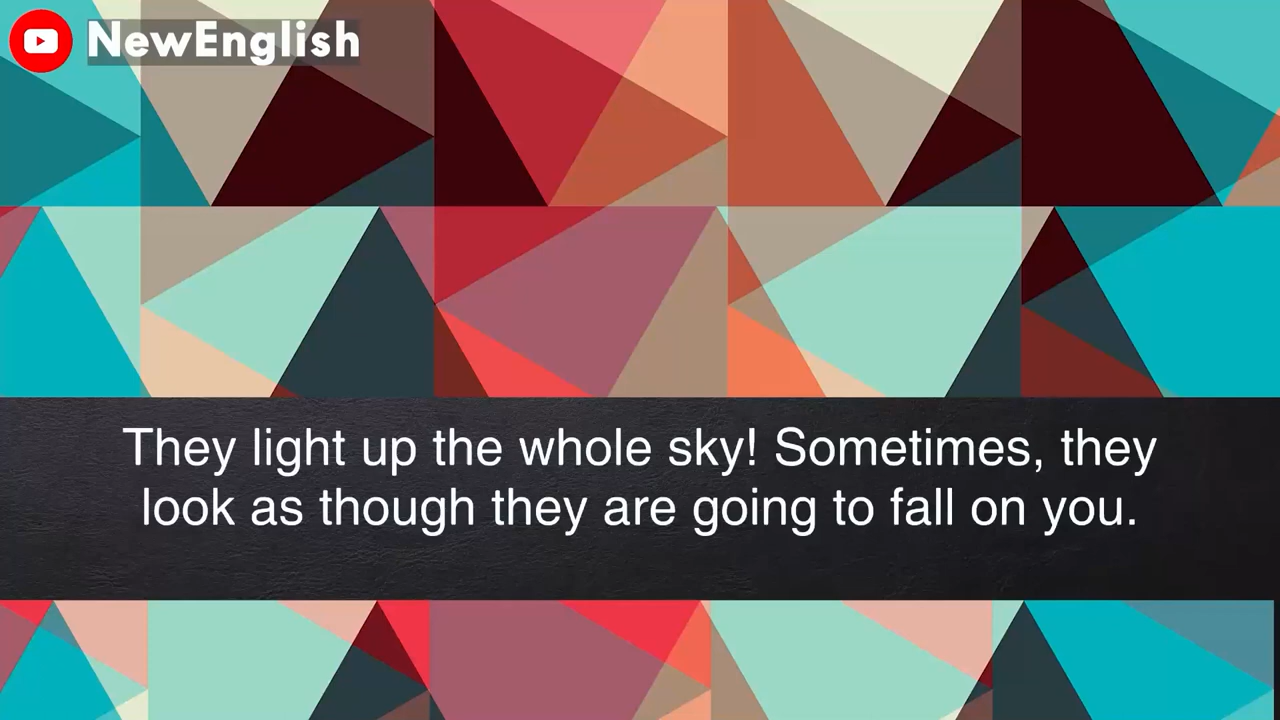 NewEnglish
They light up the whole sky! Sometimes, they
look as though they are going to fall on you.